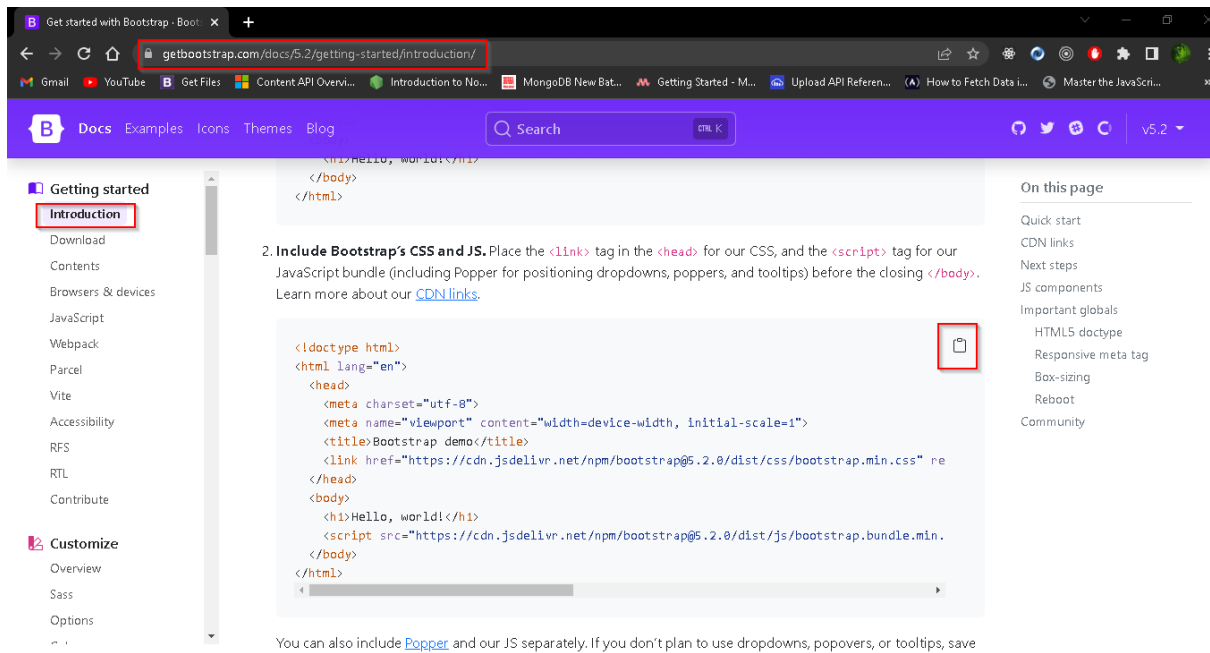 Get started with Bootstrap · Boots
getbootstrap.com/docs/5.2/getting-started/introduction/
Gmail YouTube Get Files Content API Overvi... Introduction to No... MongoDB New Bat... Getting Started - M... Upload API Referen... How to Fetch Data i... Master the JavaScri...
B Docs Examples Icons Themes Blog Search CTRL K v5.2
Getting started
Introduction
Download
Contents
Browsers & devices
JavaScript
Webpack
Parcel
Vite
Accessibility
RFS
RTL
Contribute
Customize
Overview
Sass
Options
<h1>Hello, world!</h1>
</body>
</html>
2. Include Bootstrap's CSS and JS. Place the <link> tag in the <head> for our CSS, and the <script> tag for our
JavaScript bundle (including Popper for positioning dropdowns, poppers, and tooltips) before the closing </body>.
Learn more about our CDN links.
<!doctype html>
<html lang="en">
<head>
<meta charset="utf-8">
<meta name="viewport" content="width=device-width, initial-scale=1">
<title>Bootstrap demo</title>
<link href="https://cdn.jsdelivr.net/npm/bootstrap@5.2.0/dist/css/bootstrap.min.css" re
</head>
<body>
<h1>Hello, world!</h1>
<script src="https://cdn.jsdelivr.net/npm/bootstrap@5.2.0/dist/js/bootstrap.bundle.min.
</body>
</html>
You can also include Popper and our JS separately. If you don't plan to use dropdowns, popovers, or tooltips, save
On this page
Quick start
CDN links
Next steps
JS components
Important globals
HTML5 doctype
Responsive meta tag
Box-sizing
Reboot
Community